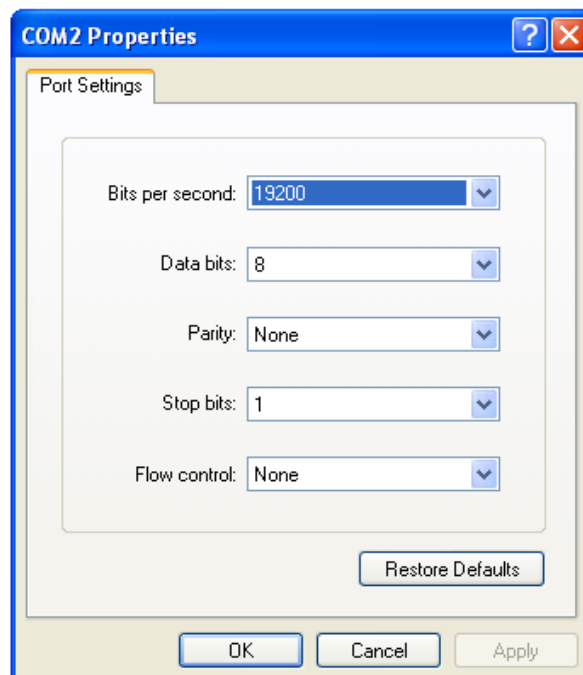 COM2 Properties
Port Settings
Bits per second: 19200
Data bits: 8
Parity: None
Stop bits: 1
Flow control: None
Restore Defaults
OK Cancel Apply